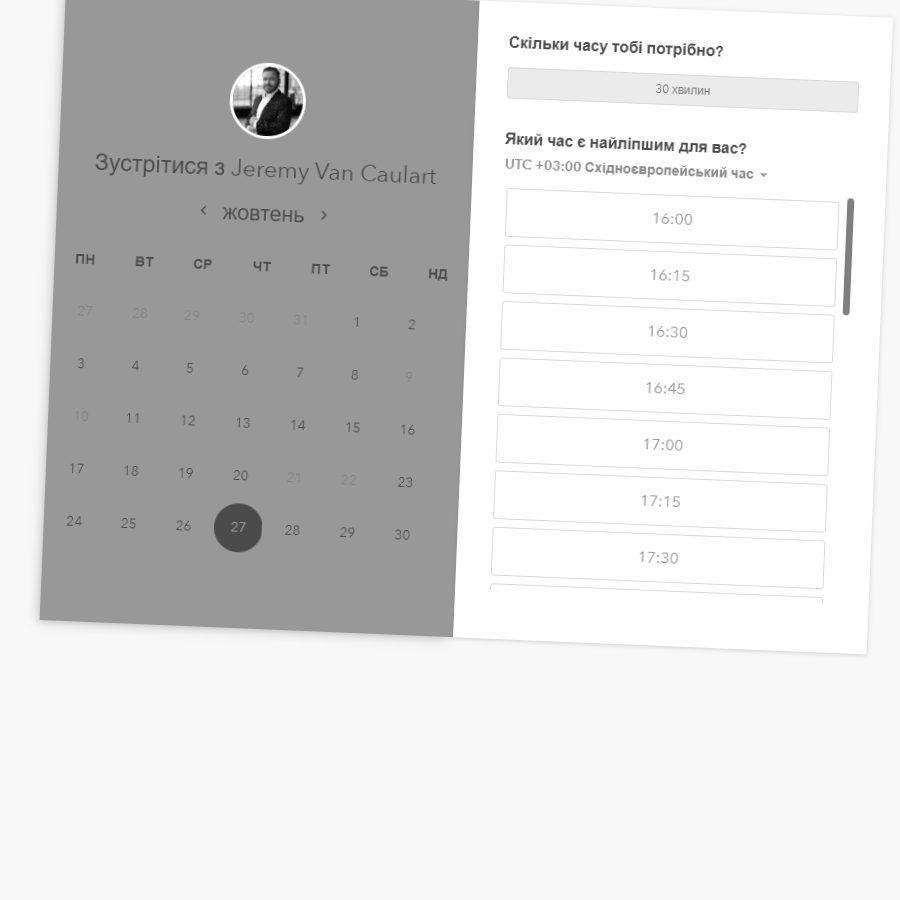 Зустрітися з Jeremy Van Caulart
жовтень
ПН ВТ СР ЧТ ПТ СБ НД
27 28 29 30 31 1 2
3 4 5 6 7 8 9
10 11 12 13 14 15 16
17 18 19 20 21 22 23
24 25 26 27 28 29 30
Скільки часу тобі потрібно?
30 хвилин
Який час є найліпшим для вас?
UTC +03:00 Східноєвропейський час
16:00
16:15
16:30
16:45
17:00
17:15
17:30